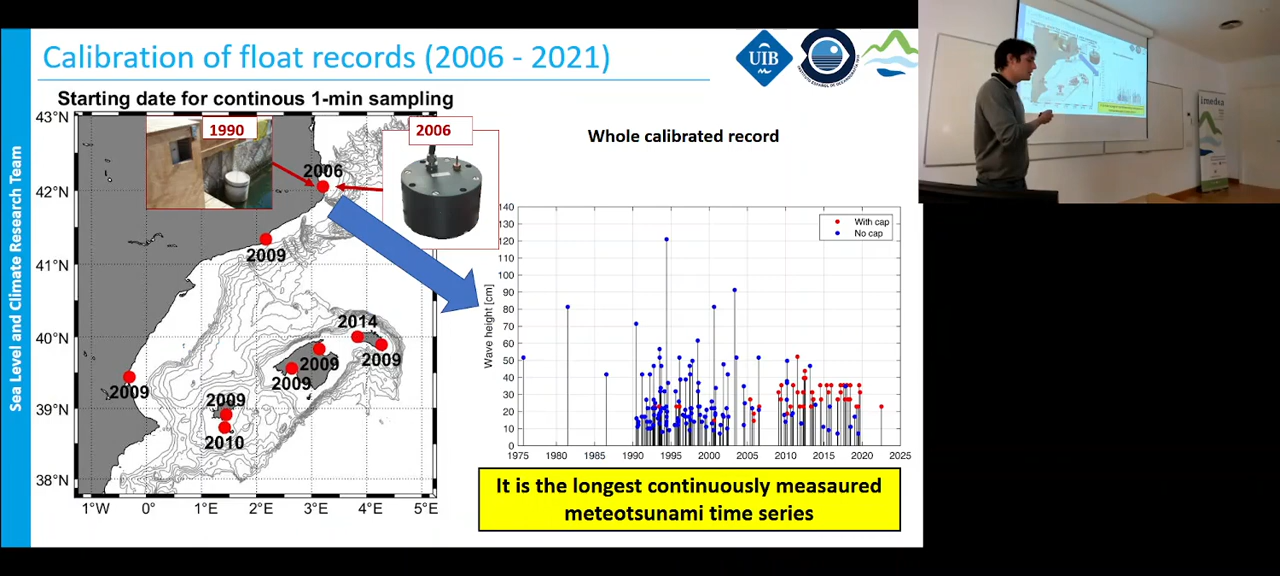 Calibration of float records (2006 - 2021)
UIB
Sea Level and Climate Research Team
Starting date for continous 1-min sampling
43°N
42°N
41°N
40°N
39°N
38°N
1°W
0°
1°E
2°E
3°E
4°E
5°E
1990
2006
2006
2009
2014
2009
2009
2009
2009
2009
2010
Whole calibrated record
With cap
No cap
Wave height [cm]
140
130
120
110
100
90
80
70
60
50
40
30
20
10
0
1975
1980
1985
1990
1995
2000
2005
2010
2015
2020
2025
It is the longest continuously measaured
meteotsunami time series
imedea